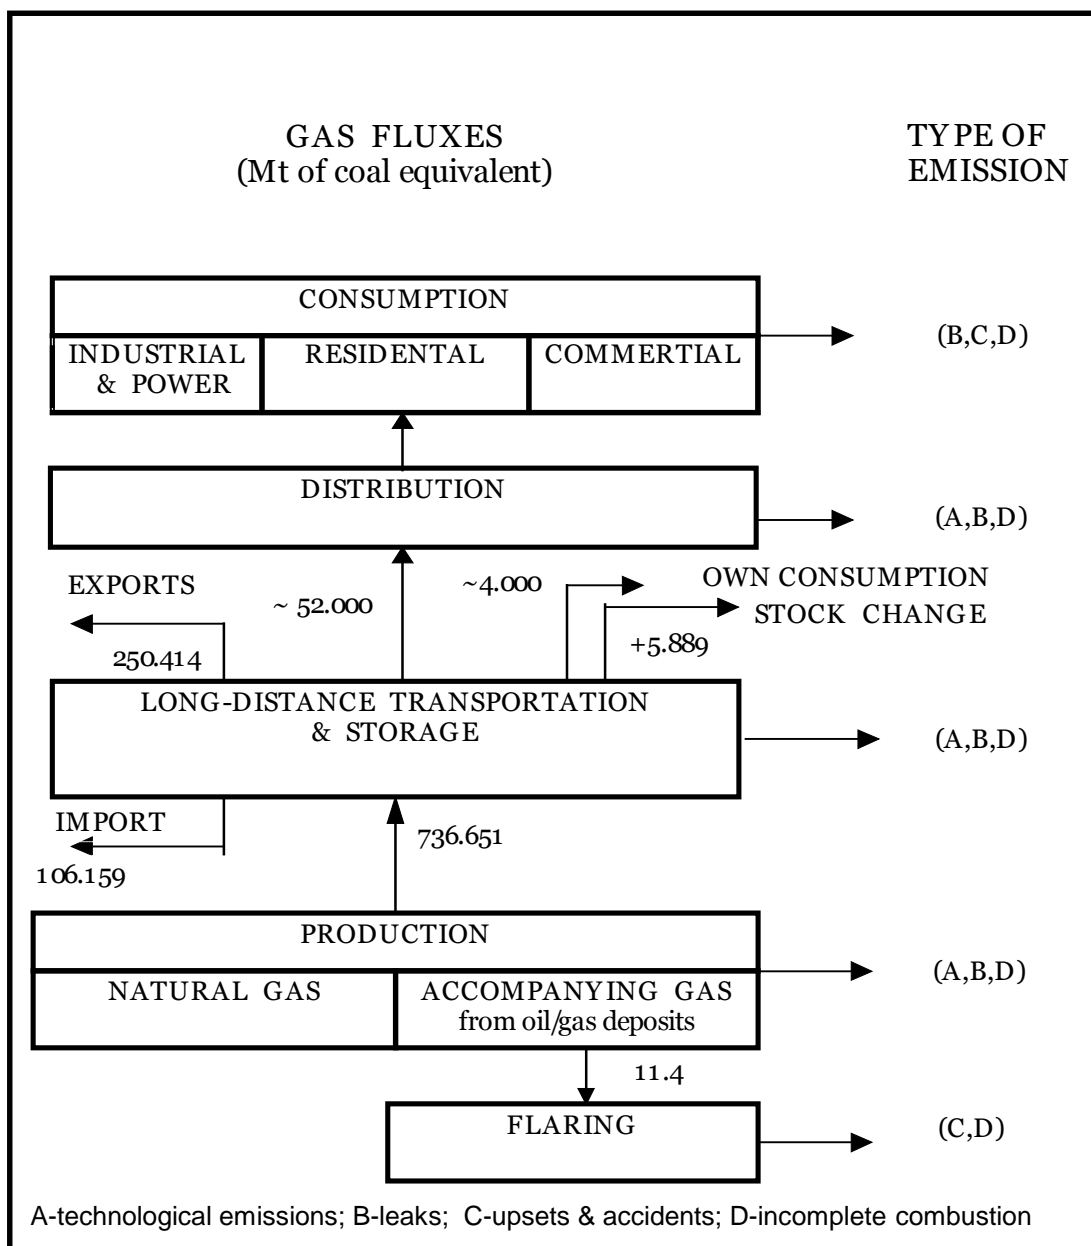 GAS FLUXES
(Mt of coal equivalent)
TYPE OF
EMISSION
CONSUMPTION
INDUSTRIAL
& POWER
RESIDENTAL
COMMERTIAL
(B,C,D)
DISTRIBUTION
(A,B,D)
EXPORTS
~ 52.000
~4.000
OWN CONSUMPTION
STOCK CHANGE
250.414
+5.889
LONG-DISTANCE TRANSPORTATION
& STORAGE
(A,B,D)
IMPORT
736.651
106.159
PRODUCTION
(A,B,D)
NATURAL GAS
ACCOMPANYING GAS
from oil/gas deposits
11.4
FLARING
(C,D)
A-technological emissions; B-leaks; C-upsets & accidents; D-incomplete combustion